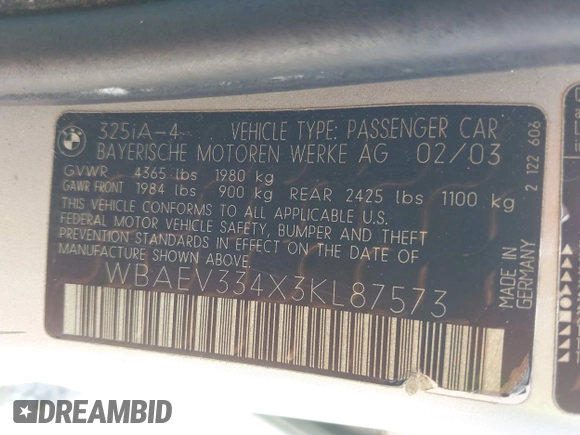 BMW
325iA-4 VEHICLE TYPE: PASSENGER CAR
BAYERISCHE MOTOREN WERKE AG 02/03
GVWR 4365 lbs 1980 kg
GAWR FRONT 1984 lbs 900 kg REAR 2425 lbs 1100 kg
THIS VEHICLE CONFORMS TO ALL APPLICABLE U.S.
FEDERAL MOTOR VEHICLE SAFETY, BUMPER AND THEFT
PREVENTION STANDARDS IN EFFECT ON THE DATE OF
MANUFACTURE SHOWN ABOVE.
WBAEV334X3KL87573
2 122 606
MADE IN GERMANY
DREAMBID
DREAMBID